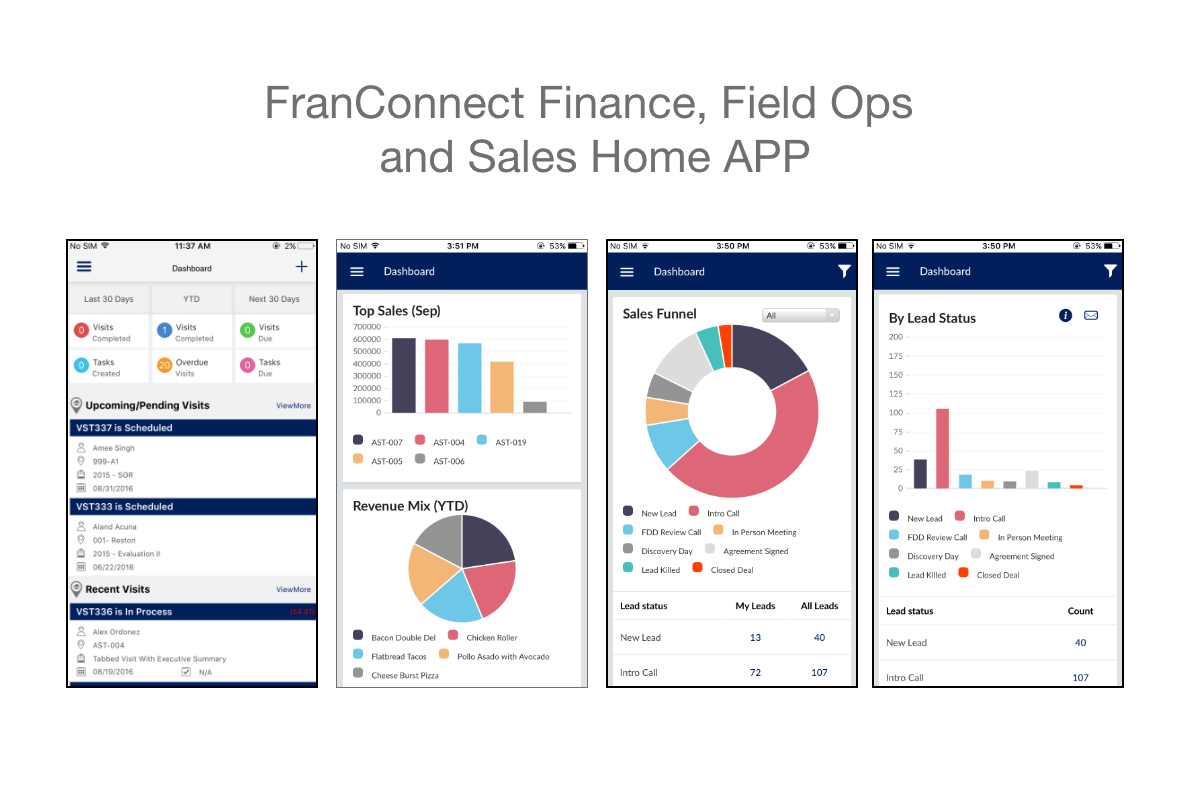 FranConnect Finance, Field Ops
and Sales Home APP
No SIM 11:37 AM 2%
Dashboard
Last 30 Days YTD Next 30 Days
0 Visits Completed 1 Visits Completed 0 Visits Due
0 Tasks Created 20 Overdue Visits 0 Tasks Due
Upcoming/Pending Visits ViewMore
VST337 is Scheduled
Amee Singh
999-A1
2015 - SOR
08/31/2016
VST333 is Scheduled
Aland Acuna
001- Reston
2015 - Evaluation II
06/22/2016
Recent Visits ViewMore
VST336 is In Process (54.41)
Alex Ordonez
AST-004
Tabbed Visit With Executive Summary
08/19/2016 N/A
No SIM 3:51 PM 53%
Dashboard
Top Sales (Sep)
700000
600000
500000
400000
300000
200000
100000
0
AST-007 AST-004 AST-019
AST-005 AST-006
Revenue Mix (YTD)
Bacon Double Del Chicken Roller
Flatbread Tacos Pollo Asado with Avocado
Cheese Burst Pizza
No SIM 3:50 PM 53%
Dashboard
Sales Funnel All
New Lead Intro Call
FDD Review Call In Person Meeting
Discovery Day Agreement Signed
Lead Killed Closed Deal
Lead status My Leads All Leads
New Lead 13 40
Intro Call 72 107
No SIM 3:50 PM 53%
Dashboard
By Lead Status
200
175
150
125
100
75
50
25
0
New Lead Intro Call
FDD Review Call In Person Meeting
Discovery Day Agreement Signed
Lead Killed Closed Deal
Lead status Count
New Lead 40
Intro Call 107